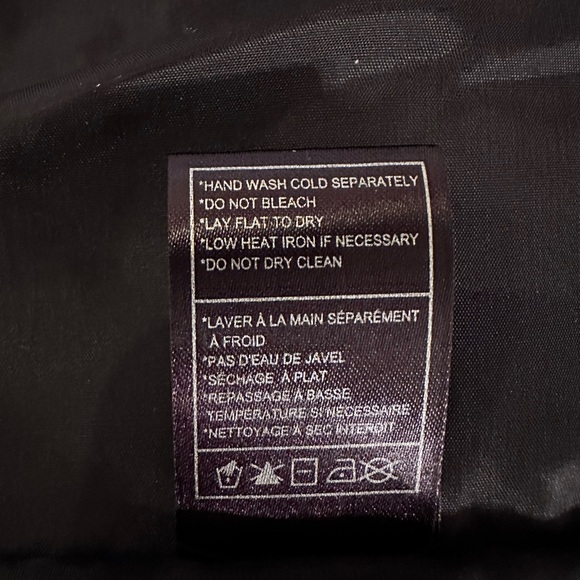 *HAND WASH COLD SEPARATELY
*DO NOT BLEACH
*LAY FLAT TO DRY
*LOW HEAT IRON IF NECESSARY
*DO NOT DRY CLEAN
*LAVER À LA MAIN SÉPARÉMENT
À FROID
*PAS D'EAU DE JAVEL
*SÉCHAGE À PLAT
*REPASSAGE À BASSE
TEMPÉRATURE SI NÉCESSAIRE
*NETTOYAGE À SEC INTERDIT